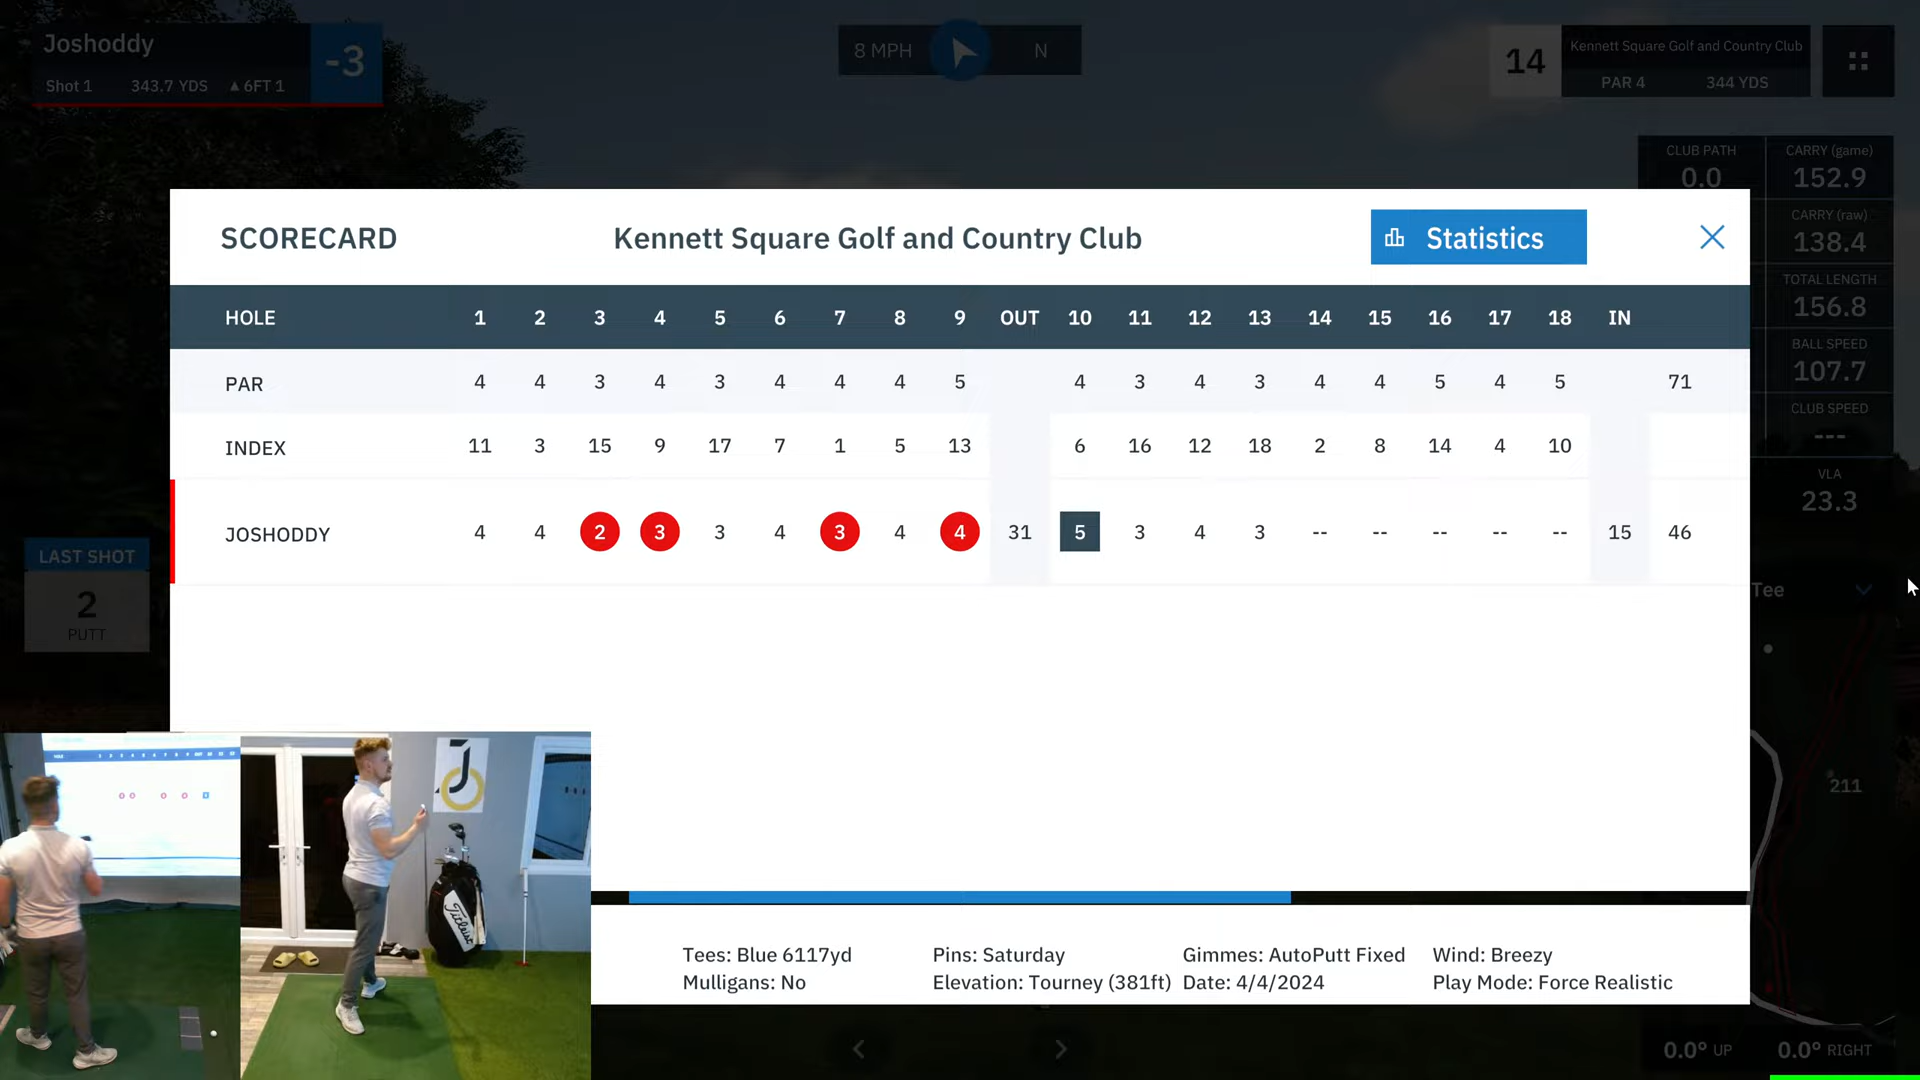 Joshoddy
-3
Shot 1 343.7 YDS ▲6FT 1
8 MPH N
14
Kennett Square Golf and Country Club
PAR 4 344 YDS
CLUB PATH
0.0
CARRY (game)
152.9
CARRY (raw)
138.4
TOTAL LENGTH
156.8
BALL SPEED
107.7
CLUB SPEED
---
VLA
23.3
SCORECARD Kennett Square Golf and Country Club Statistics
HOLE 1 2 3 4 5 6 7 8 9 OUT 10 11 12 13 14 15 16 17 18 IN
PAR 4 4 3 4 3 4 4 4 5 4 3 4 3 4 4 5 4 5 71
INDEX 11 3 15 9 17 7 1 5 13 6 16 12 18 2 8 14 4 10
JOSHODDY 4 4 2 3 3 4 3 4 4 31 5 3 4 3 -- -- -- -- -- 15 46
LAST SHOT
2
PUTT
Tee
211
Titleist
Tees: Blue 6117yd Pins: Saturday Gimmes: AutoPutt Fixed Wind: Breezy
Mulligans: No Elevation: Tourney (381ft) Date: 4/4/2024 Play Mode: Force Realistic
0.0° UP 0.0° RIGHT